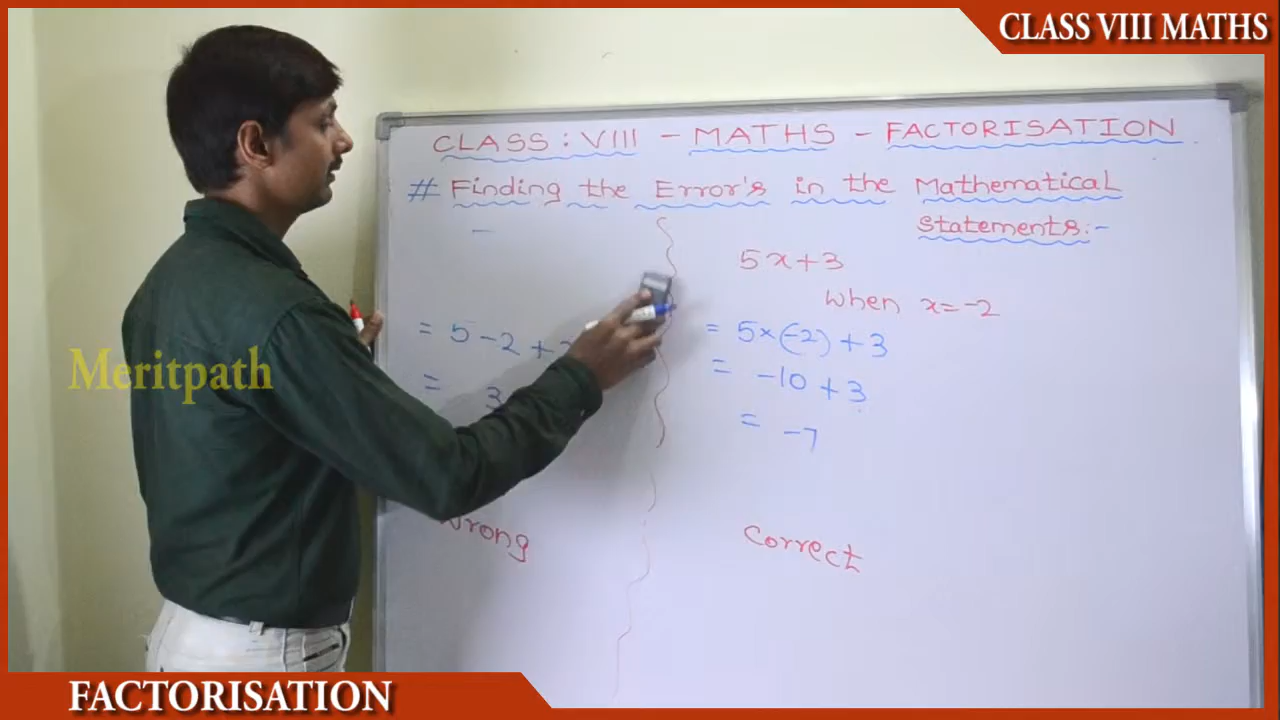 CLASS VIII MATHS
CLASS : VIII - MATHS - FACTORISATION
# Finding the Error's in the Mathematical
Statements:-
5x+3
when x=-2
= 5-2+
= 3
Wrong
= 5×(-2)+3
= -10+3
= -7
Correct
Meritpath
FACTORISATION